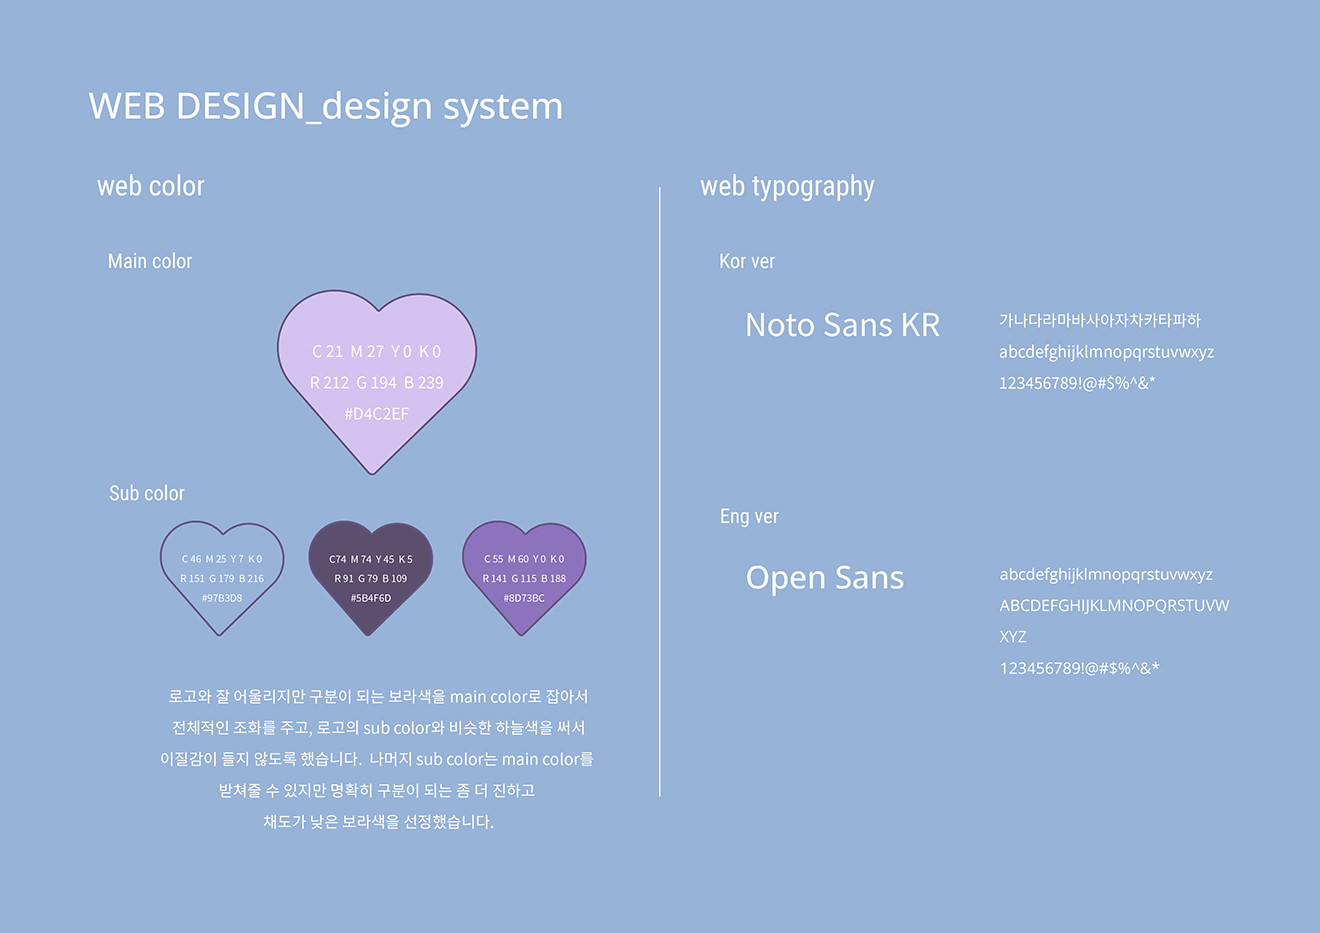 WEB DESIGN_design system
web color
Main color
C 21 M 27 Y 0 K 0
R 212 G 194 B 239
#D4C2EF
Sub color
C 46 M 25 Y 7 K 0
R 151 G 179 B 216
#97B3D8
C74 M 74 Y 45 K 5
R 91 G 79 B 109
#5B4F6D
C 55 M 60 Y 0 K 0
R 141 G 115 B 188
#8D73BC
로고와 잘 어울리지만 구분이 되는 보라색을 main color로 잡아서
전체적인 조화를 주고, 로고의 sub color와 비슷한 하늘색을 써서
이질감이 들지 않도록 했습니다. 나머지 sub color는 main color를
받쳐줄 수 있지만 명확히 구분이 되는 좀 더 진하고
채도가 낮은 보라색을 선정했습니다.
web typography
Kor ver
Noto Sans KR
가나다라마바사아자차카타파하
abcdefghijklmnopqrstuvwxyz
123456789!@#$%^&*
Eng ver
Open Sans
abcdefghijklmnopqrstuvwxyz
ABCDEFGHIJKLMNOPQRSTUVW
XYZ
123456789!@#$%^&*